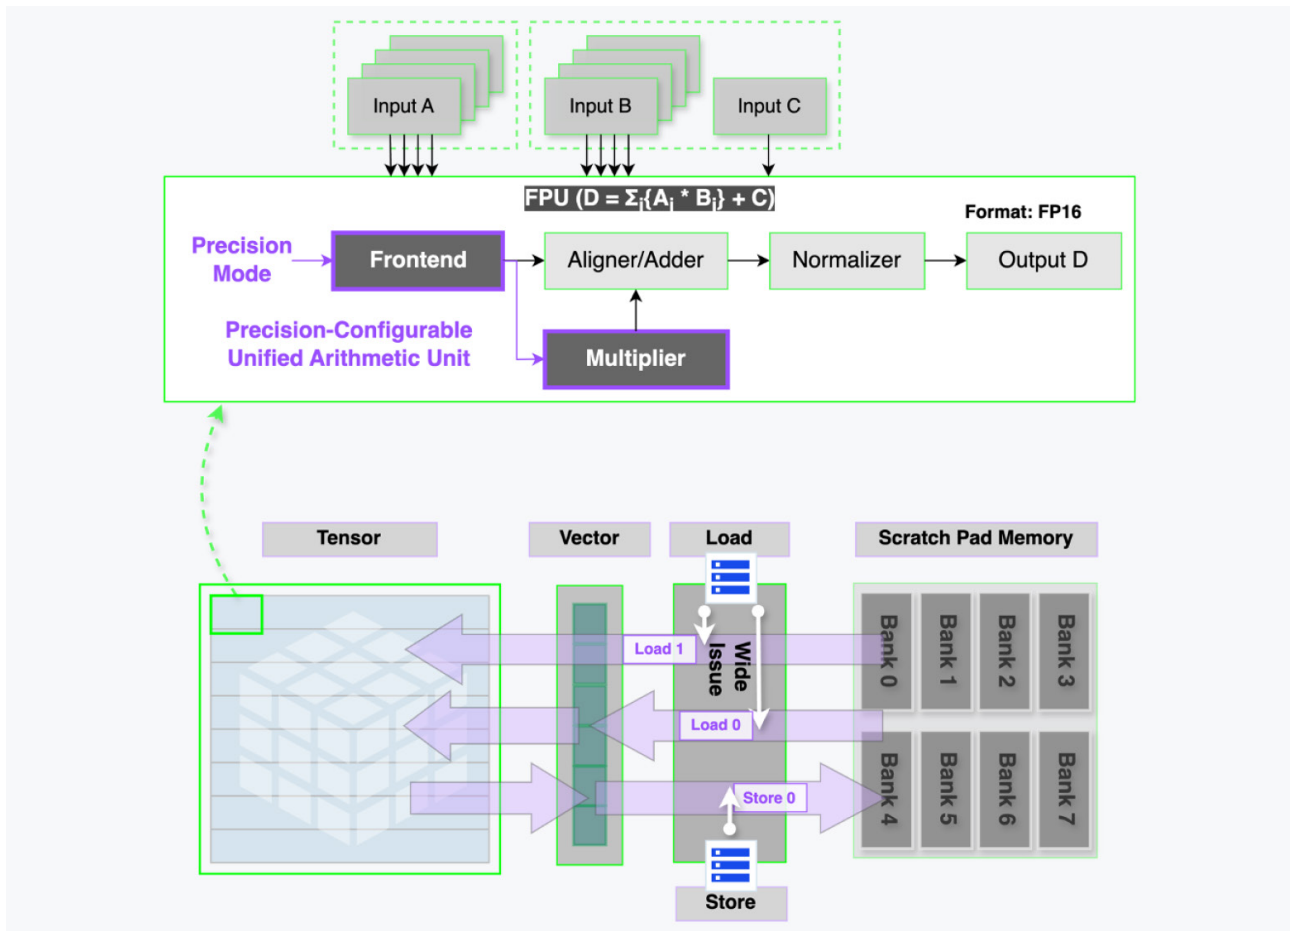 Input A
Input B
Input C
FPU (D = Σi{Ai * Bi} + C)
Format: FP16
Precision
Mode
Frontend
Aligner/Adder
Normalizer
Output D
Precision-Configurable
Unified Arithmetic Unit
Multiplier
Tensor
Vector
Load
Scratch Pad Memory
Load 1
Wide
Issue
Load 0
Store 0
Bank 0
Bank 1
Bank 2
Bank 3
Bank 4
Bank 5
Bank 6
Bank 7
Store